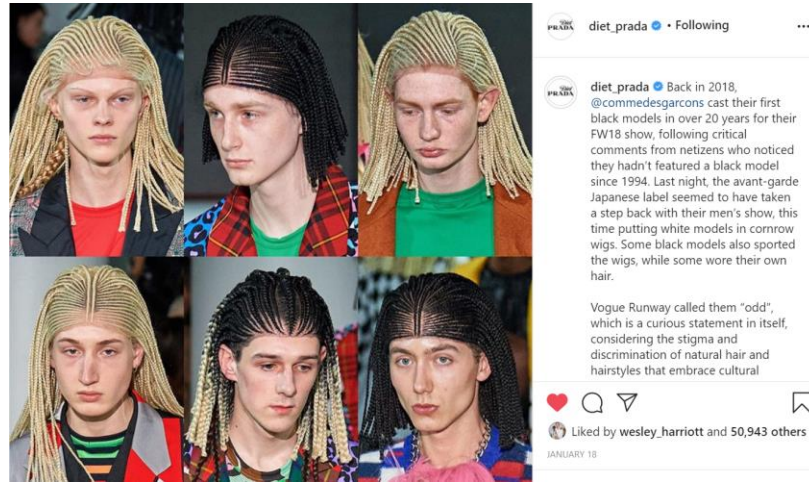 diet_prada • Following
diet_prada Back in 2018,
@commedesgarcons cast their first
black models in over 20 years for their
FW18 show, following critical
comments from netizens who noticed
they hadn't featured a black model
since 1994. Last night, the avant-garde
Japanese label seemed to have taken
a step back with their men's show, this
time putting white models in cornrow
wigs. Some black models also sported
the wigs, while some wore their own
hair.
Vogue Runway called them "odd",
which is a curious statement in itself,
considering the stigma and
discrimination of natural hair and
hairstyles that embrace cultural
Liked by wesley_harriott and 50,943 others
JANUARY 18